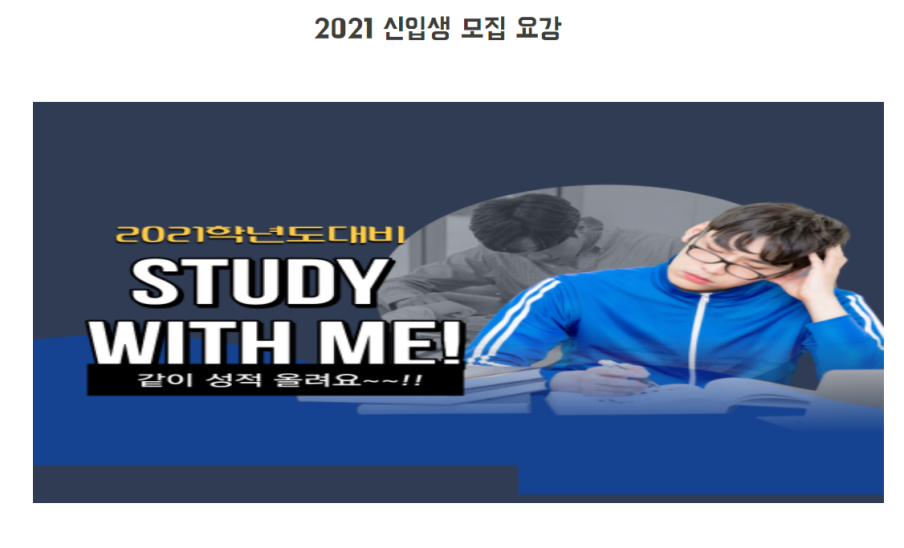 2021 신입생 모집 요강
2021학년도대비
STUDY
WITH ME!
같이 성적 올려요~~!!